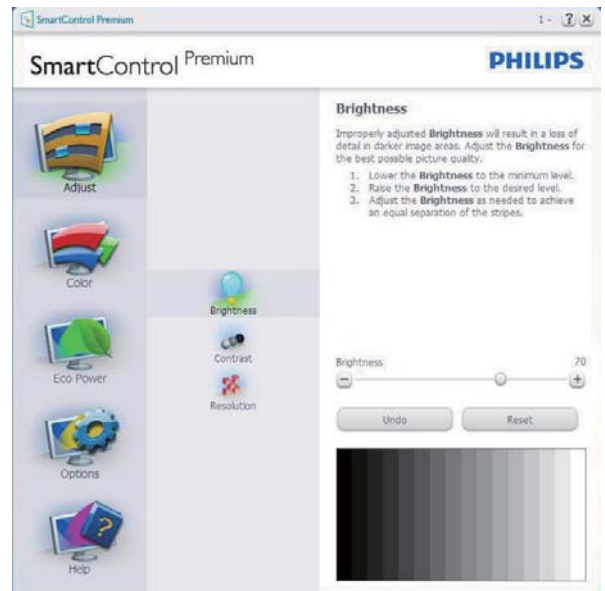 SmartControl Premium
1 -
SmartControl Premium
PHILIPS
Adjust
Color
Eco Power
Options
Help
Brightness
Contrast
Resolution
Brightness
Improperly adjusted Brightness will result in a loss of
detail in darker image areas. Adjust the Brightness for
the best possible picture quality.
1. Lower the Brightness to the minimum level.
2. Raise the Brightness to the desired level.
3. Adjust the Brightness as needed to achieve
an equal separation of the stripes.
Brightness 70
Undo Reset